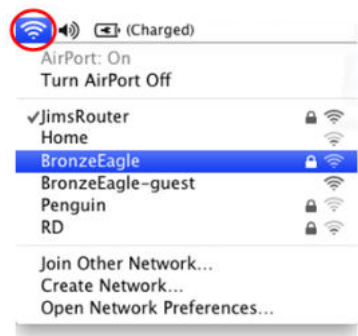 (Charged)
AirPort: On
Turn AirPort Off
✓JimsRouter
Home
BronzeEagle
BronzeEagle-guest
Penguin
RD
Join Other Network...
Create Network...
Open Network Preferences...